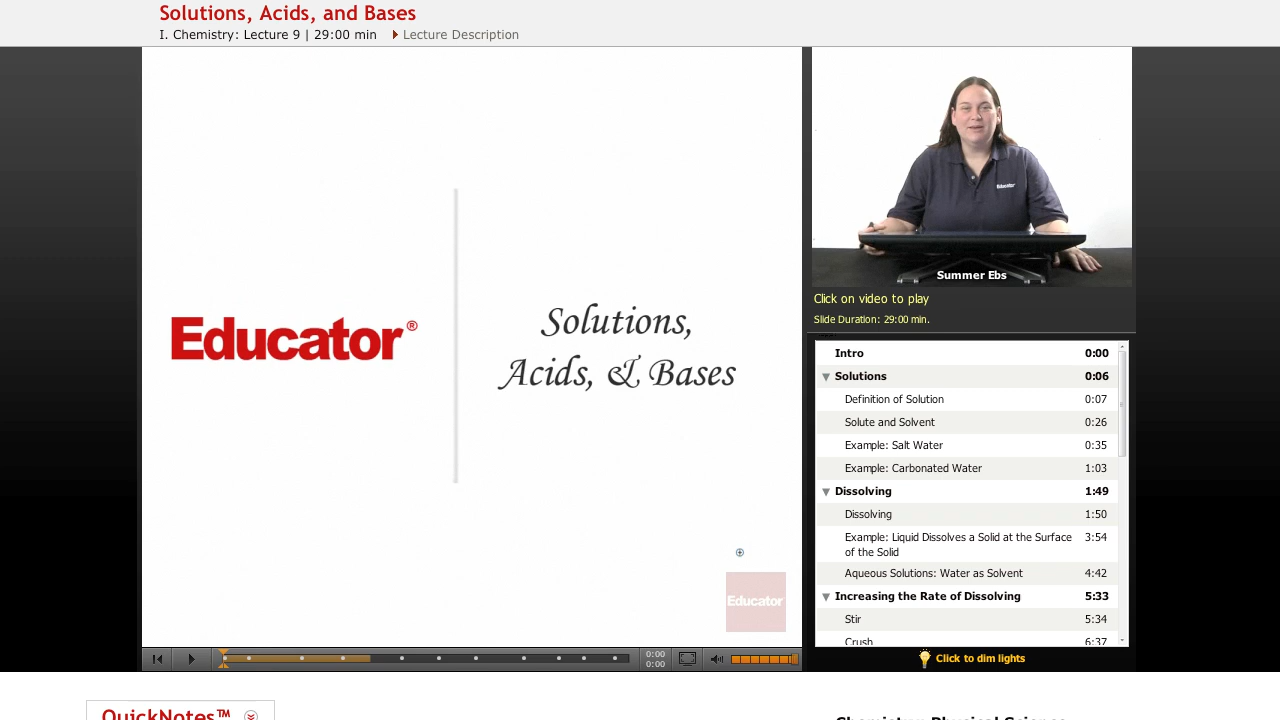 Solutions, Acids, and Bases
I. Chemistry: Lecture 9 | 29:00 min Lecture Description
Educator®
Solutions,
Acids, & Bases
Educator
Educator
Summer Ebs
Click on video to play
Slide Duration: 29:00 min.
Intro 0:00
Solutions 0:06
Definition of Solution 0:07
Solute and Solvent 0:26
Example: Salt Water 0:35
Example: Carbonated Water 1:03
Dissolving 1:49
Dissolving 1:50
Example: Liquid Dissolves a Solid at the Surface 3:54
of the Solid
Aqueous Solutions: Water as Solvent 4:42
Increasing the Rate of Dissolving 5:33
Stir 5:34
Crush 6:37
0:00
0:00
Click to dim lights
QuickNotes™
Chemistry: Physical Science